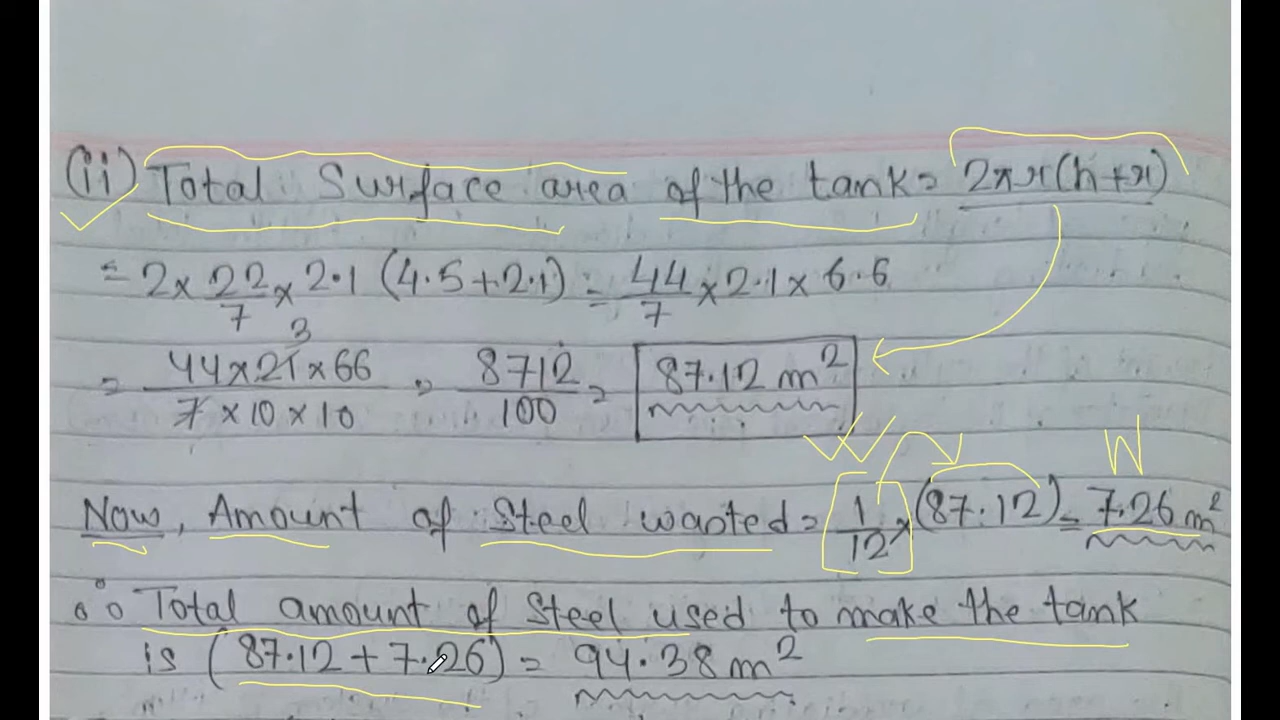 (ii) Total Surface area of the tank = 2πr(h+r)
= 2 × 22/7 × 2.1 (4.5+2.1) = 44/7 × 2.1 × 6.6
= 44×21×66 / 7×10×10 = 8712/100 = 87.12 m²
3
Now, Amount of Steel wasted = 1/12 × (87.12) = 7.26 m²
∴ Total amount of Steel used to make the tank
is (87.12 + 7.26) = 94.38 m²